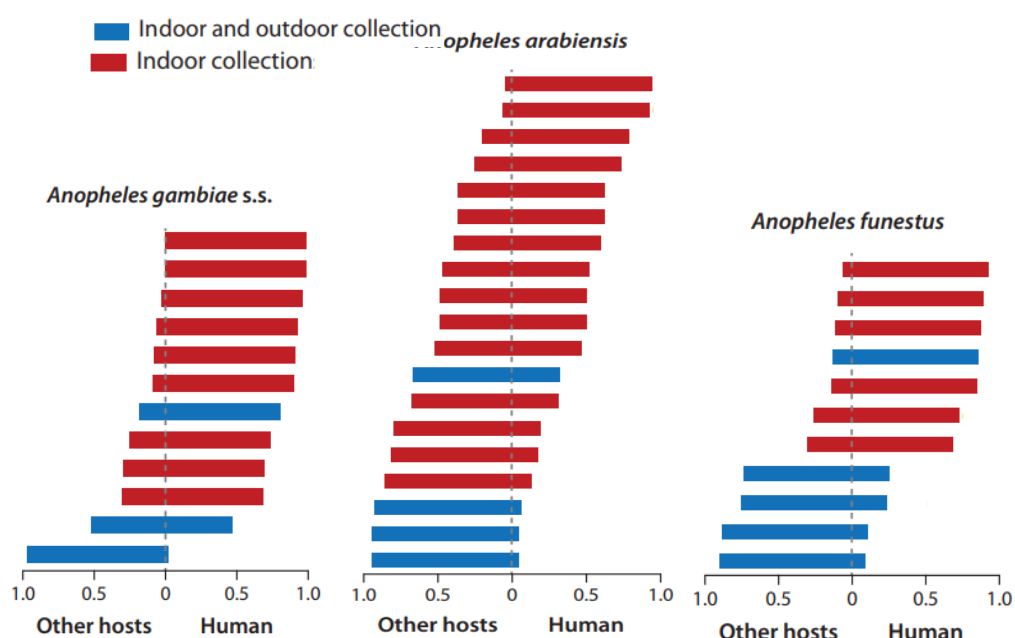 Indoor and outdoor collection
Indoor collection
opheles arabiensis
Anopheles gambiae s.s.
Anopheles funestus
1.0 0.5 0 0.5 1.0
Other hosts Human
1.0 0.5 0 0.5 1.0
Other hosts Human
1.0 0.5 0 0.5 1.0
Other hosts Human